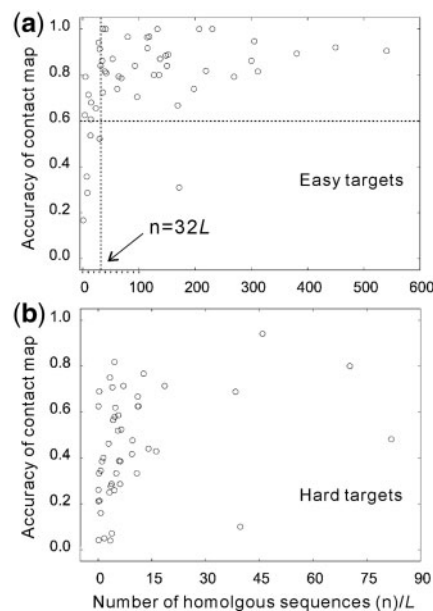 (a)
1.0
0.8
0.6
0.4
0.2
0.0
Accuracy of contact map
Easy targets
n=32L
0 100 200 300 400 500 600
(b)
1.0
0.8
0.6
0.4
0.2
0.0
Accuracy of contact map
Hard targets
0 15 30 45 60 75 90
Number of homolgous sequences (n)/L